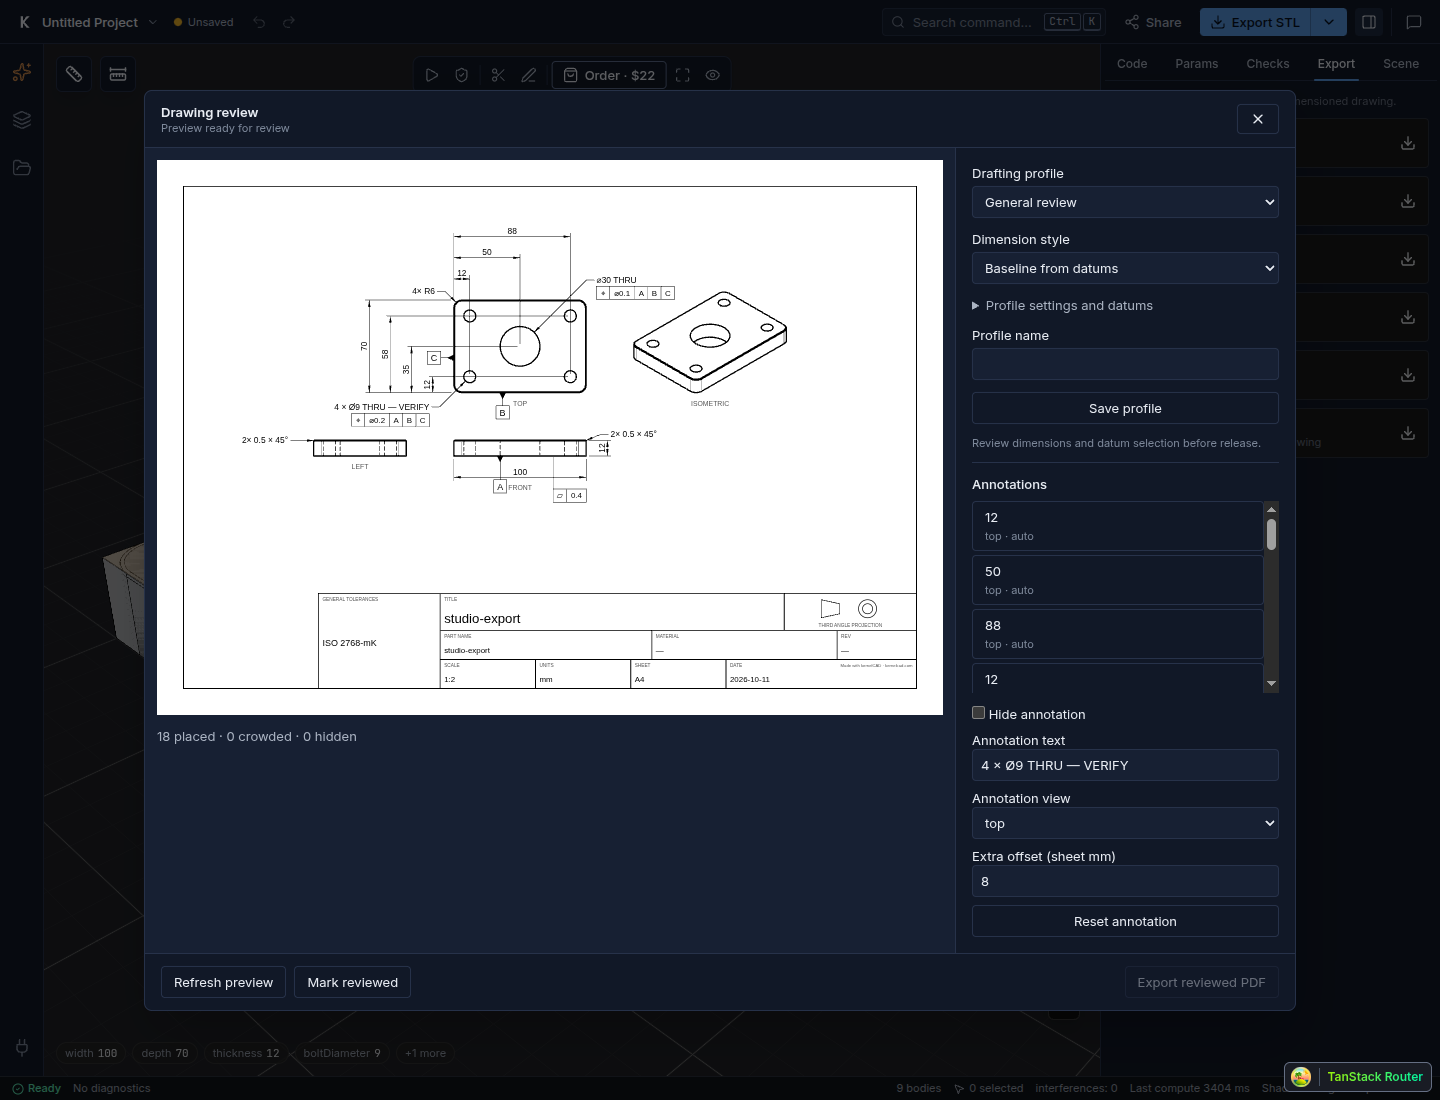 K Untitled Project Unsaved Search command... Ctrl K Share Export STL
Order · $22
Code Params Checks Export Scene
Drawing review
Preview ready for review
88
50
12
4× R6
⌀30 THRU
⌖ ⌀0.1 A B C
70
58
35
12
C
4 × Ø9 THRU — VERIFY
⌖ ⌀0.2 A B C
B
TOP
ISOMETRIC
2× 0.5 × 45°
LEFT
2× 0.5 × 45°
12
100
A
FRONT
⏥ 0.4
GENERAL TOLERANCES
ISO 2768-mK
TITLE
studio-export
THIRD ANGLE PROJECTION
PART NAME
studio-export
MATERIAL
—
REV
—
SCALE
1:2
UNITS
mm
SHEET
A4
DATE
2026-10-11
Made with kernelCAD · kernelcad.com
18 placed · 0 crowded · 0 hidden
Drafting profile
General review
Dimension style
Baseline from datums
Profile settings and datums
Profile name
Save profile
Review dimensions and datum selection before release.
Annotations
12
top · auto
50
top · auto
88
top · auto
12
Hide annotation
Annotation text
4 × Ø9 THRU — VERIFY
Annotation view
top
Extra offset (sheet mm)
8
Reset annotation
Refresh preview Mark reviewed Export reviewed PDF
width 100 depth 70 thickness 12 boltDiameter 9 +1 more
Ready No diagnostics 9 bodies 0 selected interferences: 0 Last compute 3404 ms
TanStack Router